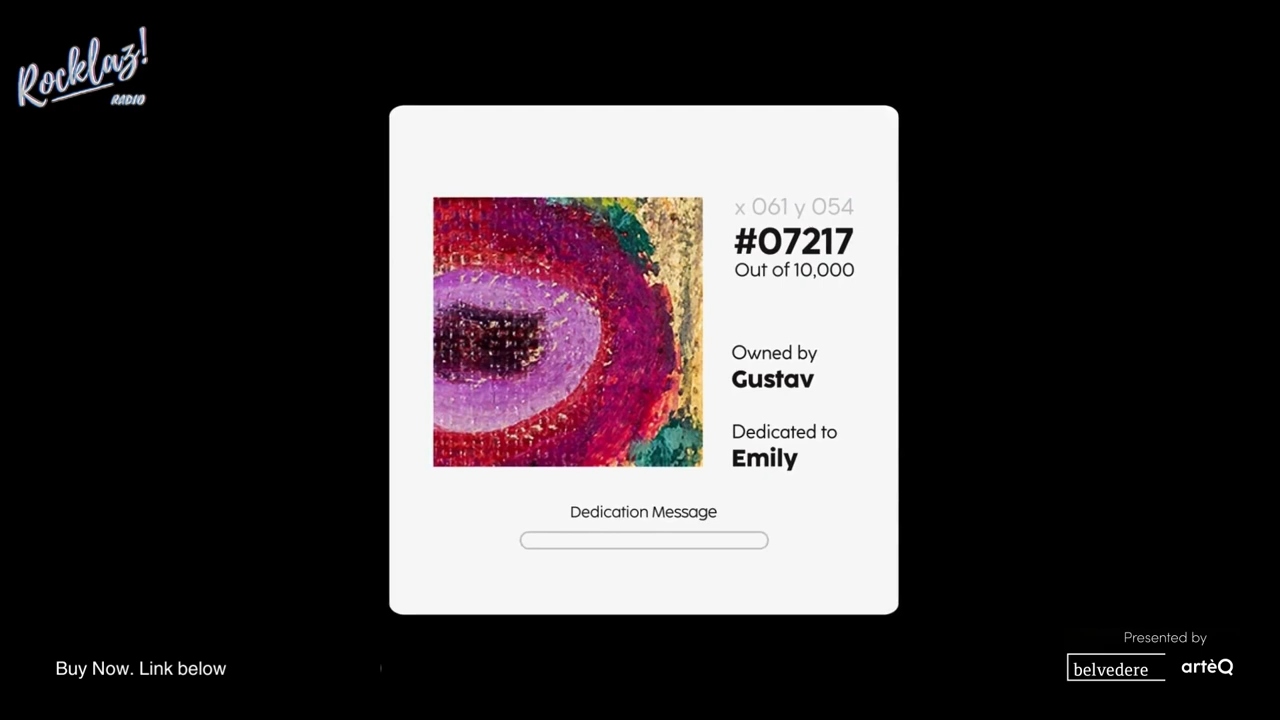 Rocklaz!
RADIO
x 061 y 054
#07217
Out of 10,000
Owned by
Gustav
Dedicated to
Emily
Dedication Message
Buy Now. Link below
Presented by
belvedere
artèQ